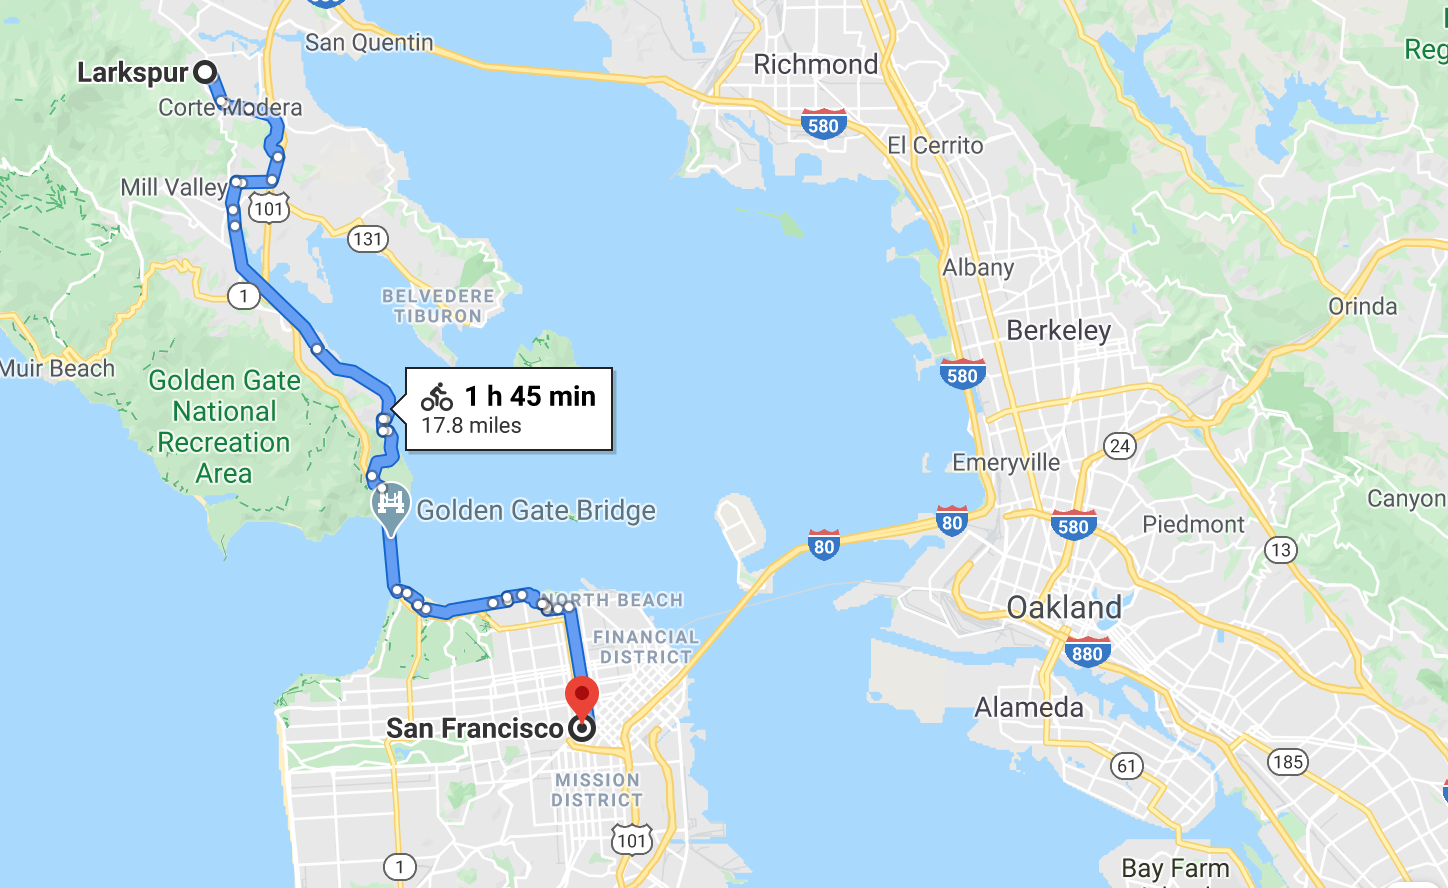 San Quentin
Reg
Larkspur
Richmond
Corte Madera
580
El Cerrito
Mill Valley
101
131
Albany
1
BELVEDERE
TIBURON
Orinda
Berkeley
Muir Beach
Golden Gate
National
Recreation
Area
580
1 h 45 min
17.8 miles
24
Emeryville
Canyon
Golden Gate Bridge
80
80
580
Piedmont
13
NORTH BEACH
Oakland
FINANCIAL
DISTRICT
880
Alameda
San Francisco
61
185
MISSION
DISTRICT
101
1
Bay Farm